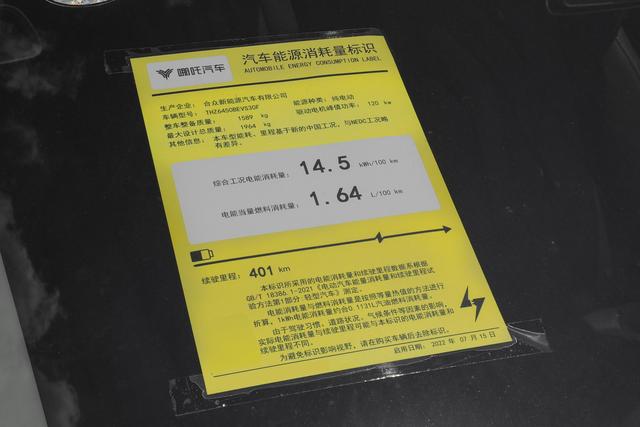 哪吒汽车
汽车能源消耗量标识
AUTOMOBILE ENERGY CONSUMPTION LABEL
生产企业： 合众新能源汽车有限公司
车辆型号： THZ6450BEVS30F 能源种类： 纯电动
整车整备质量： 1589 kg 驱动电机峰值功率： 120 kw
最大设计总质量： 1964 kg
其他信息： 本车型能耗、里程基于新的中国工况，与NEDC工况略
有差异。
综合工况电能消耗量： 14.5 kWh/100 km
电能当量燃料消耗量： 1.64 L/100 km
续驶里程： 401 km
本标识所采用的电能消耗量和续驶里程数据系根据
GB/T 18386.1-2021《电动汽车能量消耗量和续驶里程试
验方法第1部分 轻型汽车》测定。
电能消耗量与燃料消耗量是按照等量热值的方法进行
折算，1kWh电能消耗量约合0.1131L汽油燃料消耗量。
由于驾驶习惯、道路状况、气候条件等因素的影响，
实际电能消耗量与续驶里程可能与本标识的电能消耗量和
续驶里程不同。
为避免标识影响视野，请在购买车辆后去除标识。
启用日期： 2022 年 07 月 15 日